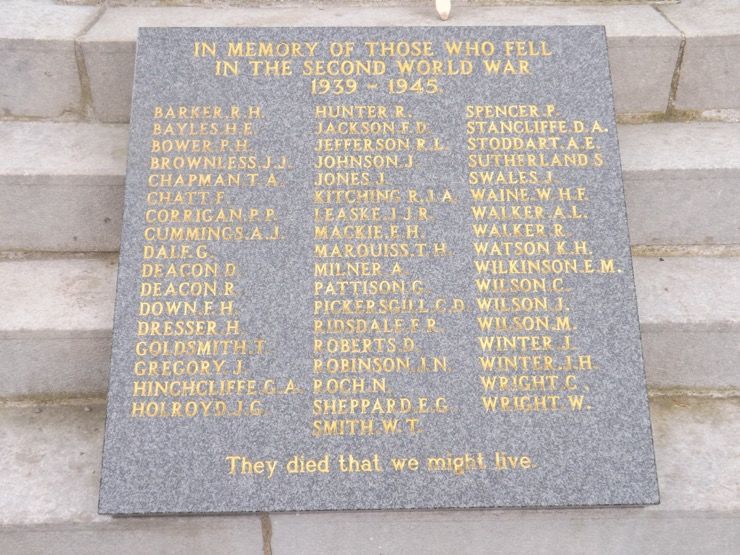 IN MEMORY OF THOSE WHO FELL
IN THE SECOND WORLD WAR
1939 - 1945.
BARKER.R.H.
BAYLES.H.E.
BOWER.P.H.
BROWNLESS.J.J.
CHAPMAN.T.A.
CHATT.F.
CORRIGAN.P.P.
CUMMINGS.A.J.
DALE.G.
DEACON.D.
DEACON.R.
DOWN.F.H.
DRESSER.H.
GOLDSMITH.T.
GREGORY.J.
HINCHCLIFFE.G.A.
HOLROYD.J.G.
HUNTER.R.
JACKSON.F.D.
JEFFERSON.R.L.
JOHNSON.J.
JONES.J.
KITCHING.R.J.A.
LEASKE.J.J.R.
MACKIE.F.H.
MARQUISS.T.H.
MILNER.A.
PATTISON.G.
PICKERSGILL.C.D.
RIDSDALE.F.R.
ROBERTS.D.
ROBINSON.J.N.
ROCH.N.
SHEPPARD.E.G.
SMITH.W.T.
SPENCER.P.
STANCLIFFE.D.A.
STODDART.A.E.
SUTHERLAND.S.
SWALES.J.
WAINE.W.H.F.
WALKER.A.L.
WALKER.R.
WATSON.K.H.
WILKINSON.E.M.
WILSON.C.
WILSON.J.
WILSON.M.
WINTER.J.
WINTER.J.H.
WRIGHT.C.
WRIGHT.W.
They died that we might live.